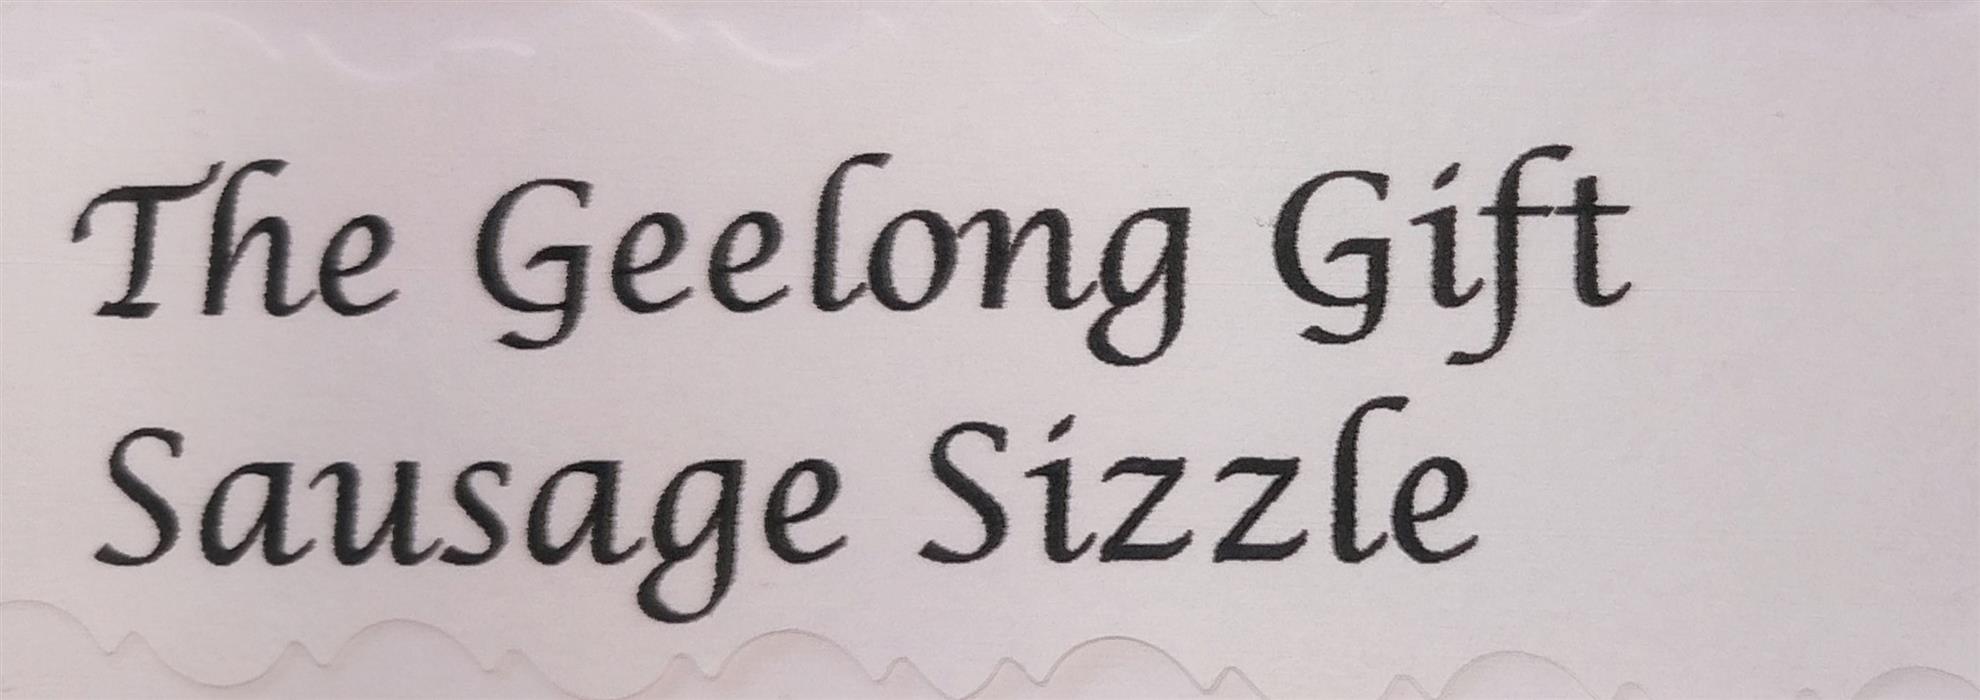 The Geelong Gift
Sausage Sizzle